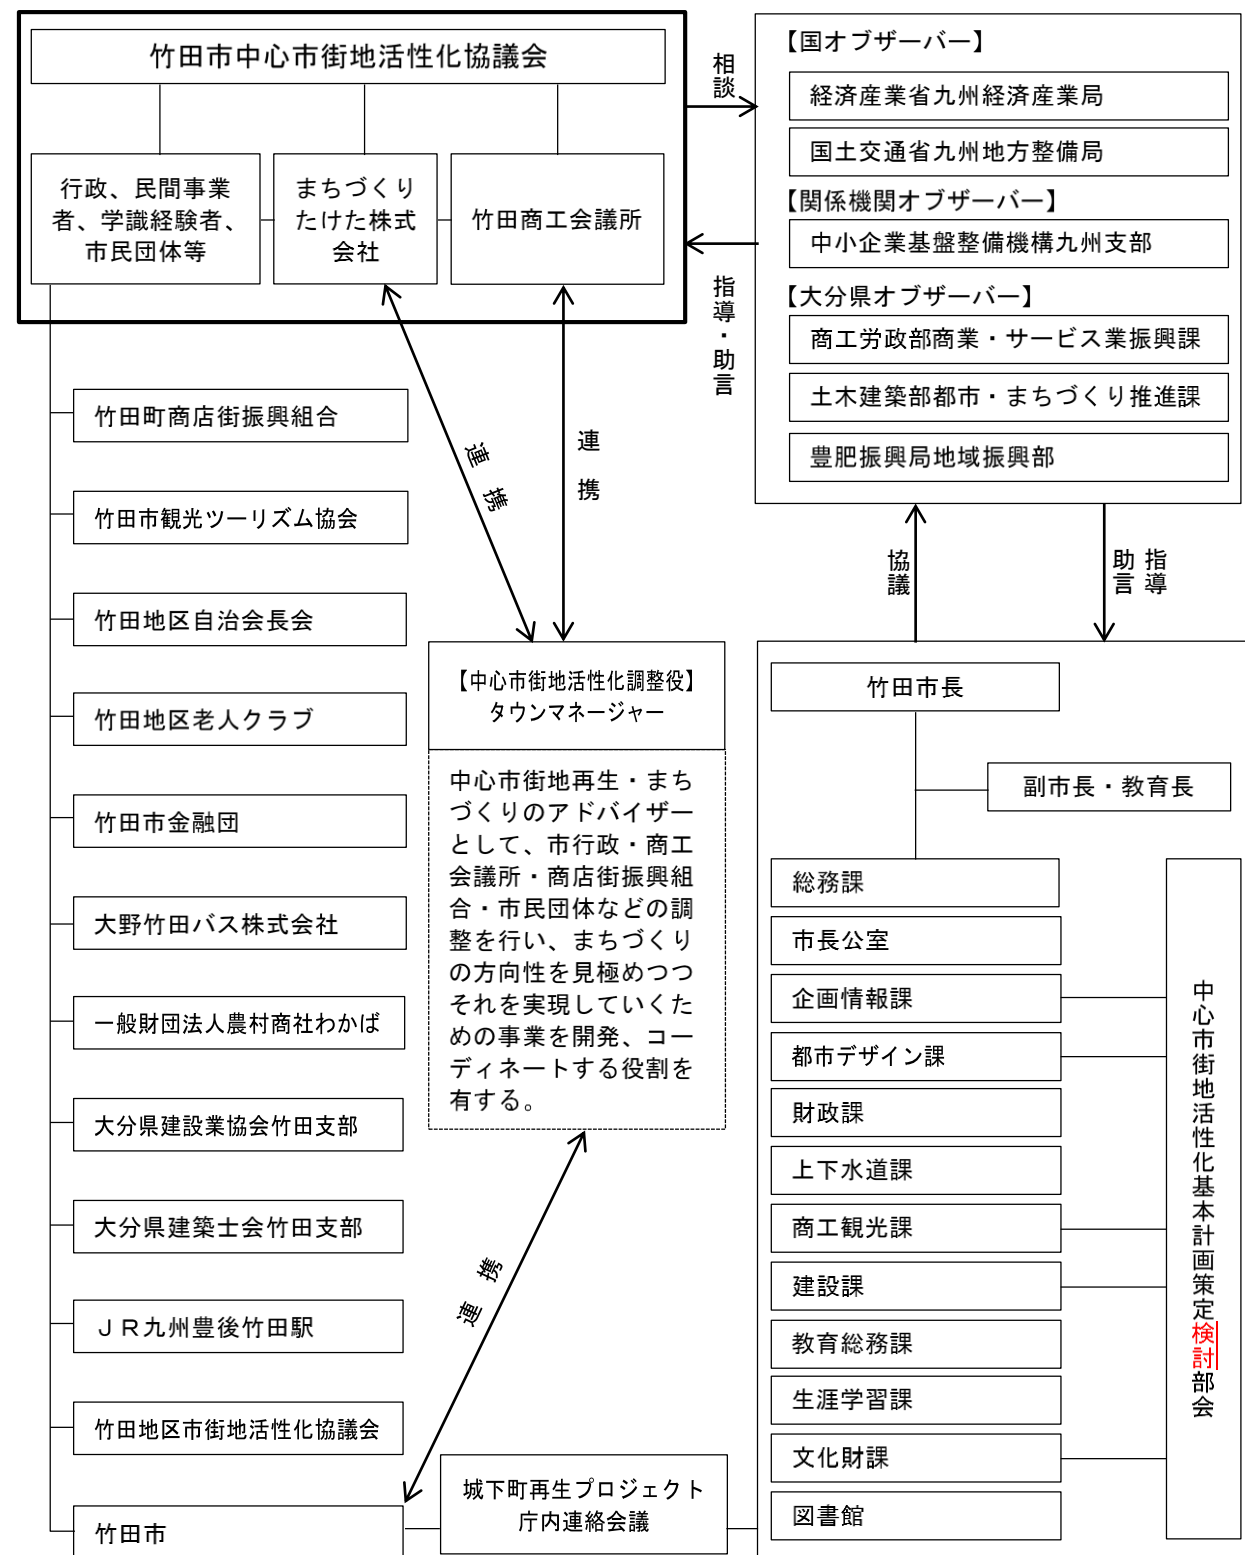 竹田市中心市街地活性化協議会
行政、民間事業
者、学識経験者、
市民団体等
まちづくり
たけた株式
会社
竹田商工会議所
相談
指導・助言
【国オブザーバー】
経済産業省九州経済産業局
国土交通省九州地方整備局
【関係機関オブザーバー】
中小企業基盤整備機構九州支部
【大分県オブザーバー】
商工労政部商業・サービス業振興課
土木建築部都市・まちづくり推進課
豊肥振興局地域振興部
竹田町商店街振興組合
竹田市観光ツーリズム協会
竹田地区自治会長会
竹田地区老人クラブ
竹田市金融団
大野竹田バス株式会社
一般財団法人農村商社わかば
大分県建設業協会竹田支部
大分県建築士会竹田支部
ＪＲ九州豊後竹田駅
竹田地区市街地活性化協議会
竹田市
連携
連携
【中心市街地活性化調整役】
タウンマネージャー
中心市街地再生・まち
づくりのアドバイザー
として、市行政・商工
会議所・商店街振興組
合・市民団体などの調
整を行い、まちづくり
の方向性を見極めつつ
それを実現していくた
めの事業を開発、コー
ディネートする役割を
有する。
連携
城下町再生プロジェクト
庁内連絡会議
協議
指導
助言
竹田市長
副市長・教育長
総務課
市長公室
企画情報課
都市デザイン課
財政課
上下水道課
商工観光課
建設課
教育総務課
生涯学習課
文化財課
図書館
中心市街地活性化基本計画策定検討部会